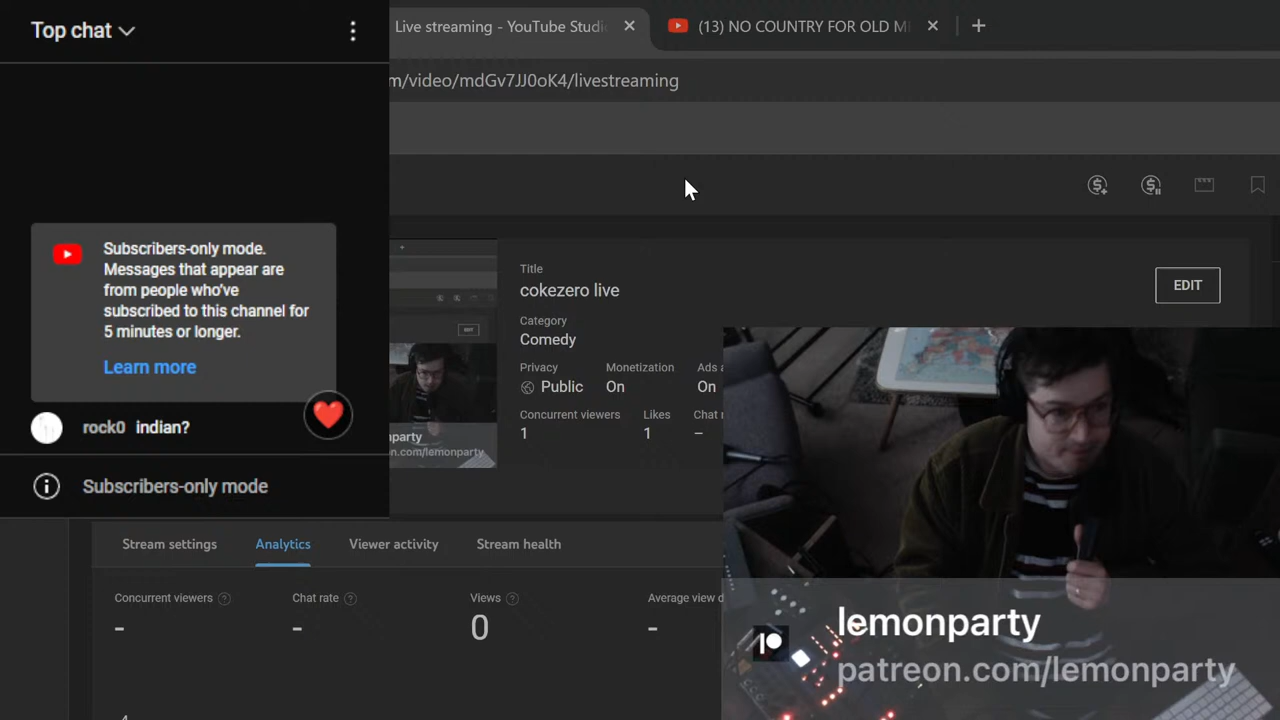 Top chat
Live streaming - YouTube Studi
(13) NO COUNTRY FOR OLD M
m/video/mdGv7JJ0oK4/livestreaming
Subscribers-only mode.
Messages that appear are
from people who've
subscribed to this channel for
5 minutes or longer.
Learn more
rock0 indian?
Subscribers-only mode
Title
cokezero live
EDIT
Category
Comedy
Privacy
Monetization
Ads a
Public
On
On
Concurrent viewers
Likes
Chat r
1
1
–
EDIT
party
com/lemonparty
Stream settings
Analytics
Viewer activity
Stream health
Concurrent viewers
Chat rate
Views
Average view d
-
-
0
-
lemonparty
patreon.com/lemonparty